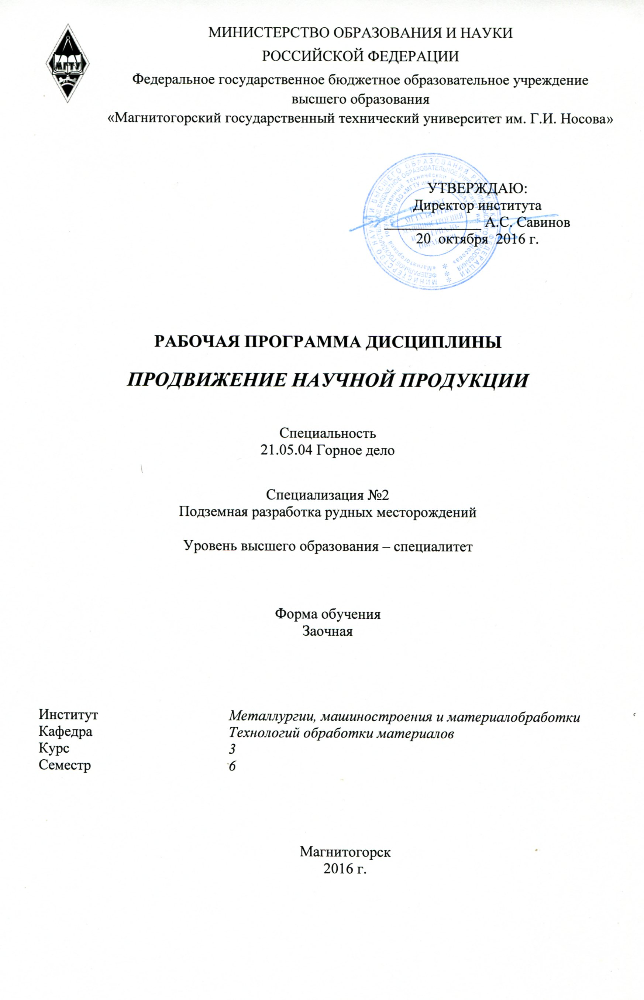 МИНИСТЕРСТВО ОБРАЗОВАНИЯ И НАУКИ
РОССИЙСКОЙ ФЕДЕРАЦИИ
Федеральное государственное бюджетное образовательное учреждение
высшего образования
«Магнитогорский государственный технический университет им. Г.И. Носова»
МГТУ
УТВЕРЖДАЮ:
Директор института
А.С. Савинов
20 октября 2016 г.
РАБОЧАЯ ПРОГРАММА ДИСЦИПЛИНЫ
ПРОДВИЖЕНИЕ НАУЧНОЙ ПРОДУКЦИИ
Специальность
21.05.04 Горное дело
Специализация №2
Подземная разработка рудных месторождений
Уровень высшего образования – специалитет
Форма обучения
Заочная
Институт Металлургии, машиностроения и материалобработки
Кафедра Технологий обработки материалов
Курс 3
Семестр 6
Магнитогорск
2016 г.